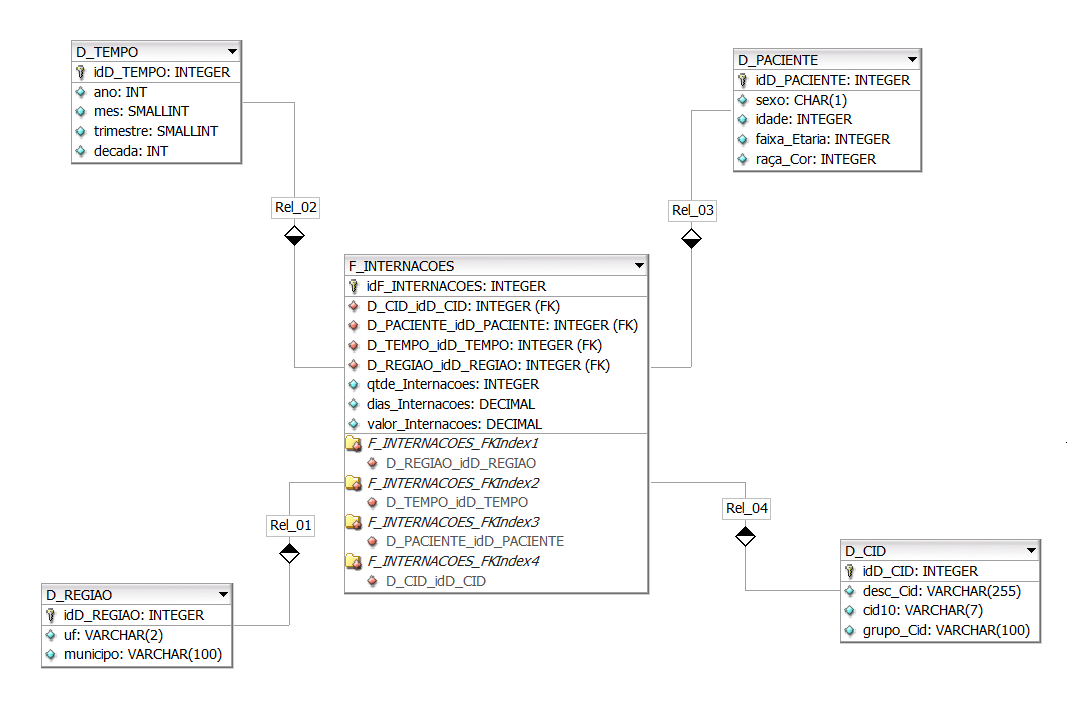 D_TEMPO
idD_TEMPO: INTEGER
ano: INT
mes: SMALLINT
trimestre: SMALLINT
decada: INT
D_PACIENTE
idD_PACIENTE: INTEGER
sexo: CHAR(1)
idade: INTEGER
faixa_Etaria: INTEGER
raça_Cor: INTEGER
Rel_02
Rel_03
F_INTERNACOES
idF_INTERNACOES: INTEGER
D_CID_idD_CID: INTEGER (FK)
D_PACIENTE_idD_PACIENTE: INTEGER (FK)
D_TEMPO_idD_TEMPO: INTEGER (FK)
D_REGIAO_idD_REGIAO: INTEGER (FK)
qtde_Internacoes: INTEGER
dias_Internacoes: DECIMAL
valor_Internacoes: DECIMAL
F_INTERNACOES_FKIndex1
D_REGIAO_idD_REGIAO
F_INTERNACOES_FKIndex2
D_TEMPO_idD_TEMPO
F_INTERNACOES_FKIndex3
D_PACIENTE_idD_PACIENTE
F_INTERNACOES_FKIndex4
D_CID_idD_CID
Rel_01
Rel_04
D_REGIAO
idD_REGIAO: INTEGER
uf: VARCHAR(2)
municipo: VARCHAR(100)
D_CID
idD_CID: INTEGER
desc_Cid: VARCHAR(255)
cid10: VARCHAR(7)
grupo_Cid: VARCHAR(100)